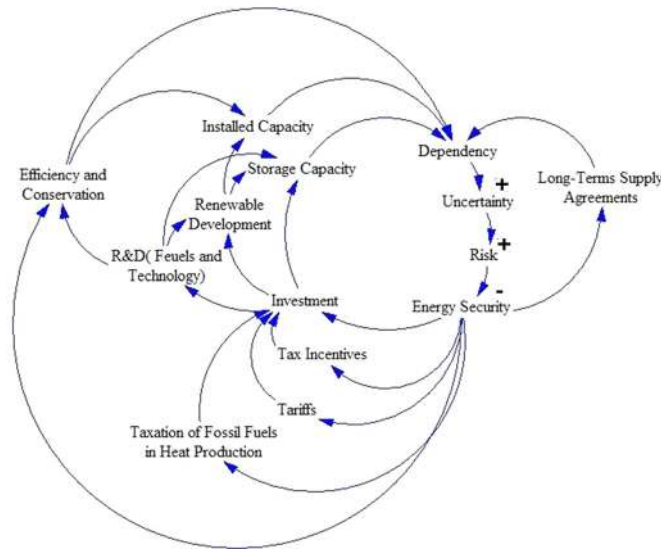 Installed Capacity
Storage Capacity
Dependency
Efficiency and
Conservation
Long-Terms Supply
Agreements
+
Uncertainty
Renewable
Development
R&D( Feuels and
Technology)
Risk
+
-
Investment
Energy Security
Tax Incentives
Tariffs
Taxation of Fossil Fuels
in Heat Production